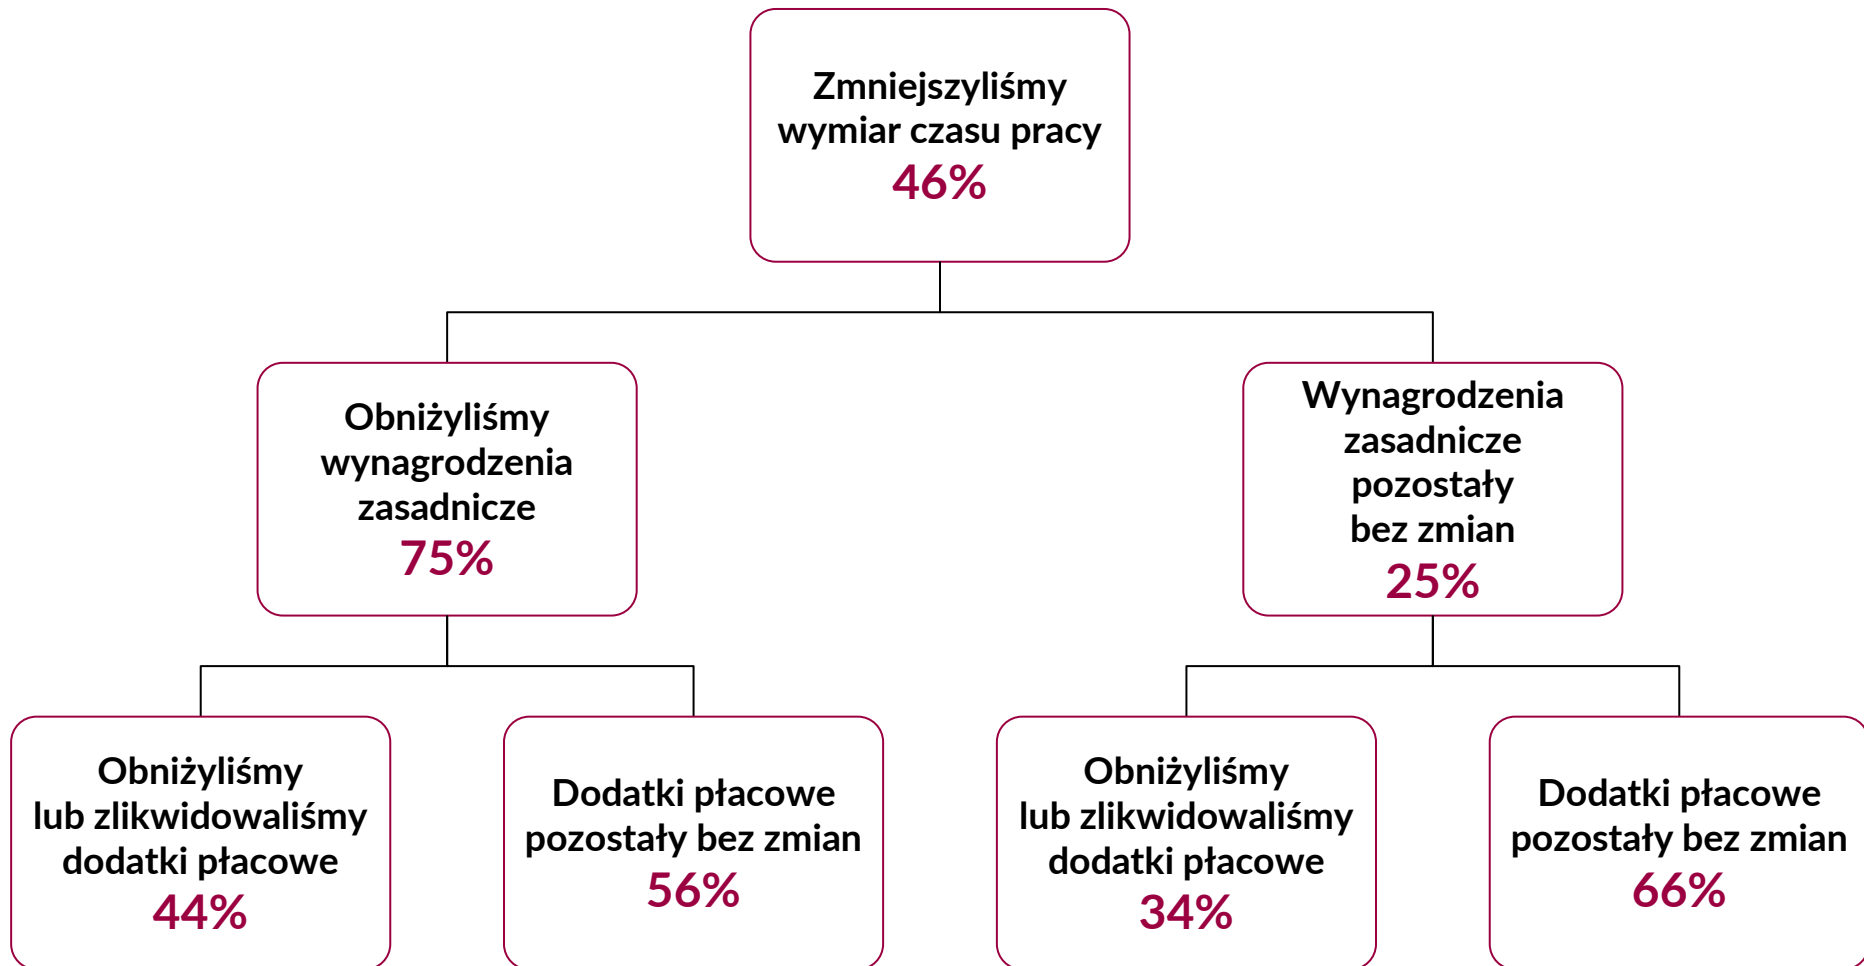 Zmniejszyliśmy
wymiar czasu pracy
46%
Obniżyliśmy
wynagrodzenia
zasadnicze
75%
Wynagrodzenia
zasadnicze
pozostały
bez zmian
25%
Obniżyliśmy
lub zlikwidowaliśmy
dodatki płacowe
44%
Dodatki płacowe
pozostały bez zmian
56%
Obniżyliśmy
lub zlikwidowaliśmy
dodatki płacowe
34%
Dodatki płacowe
pozostały bez zmian
66%